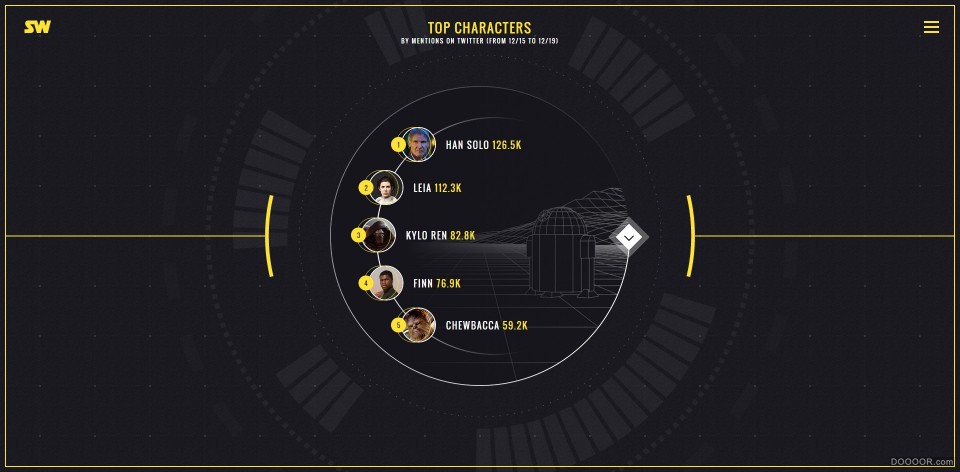 SW
TOP CHARACTERS
BY MENTIONS ON TWITTER (FROM 12/15 TO 12/19)
1 HAN SOLO 126.5K
2 LEIA 112.3K
3 KYLO REN 82.8K
4 FINN 76.9K
5 CHEWBACCA 59.2K
DOOOOR.com